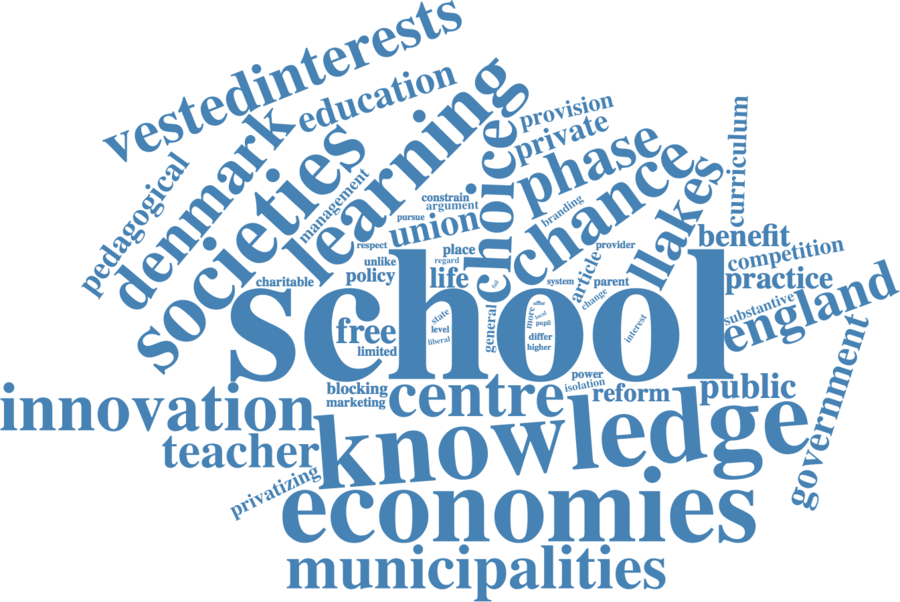 vestedinterests
education
denmark
societies
learning
pedagogical
management
choice
provision
private
phase
chance
llakes
curriculum
constrain
argument
pursue
union
branding
respect
place
provider
benefit
unlike
regard
competition
charitable
policy
life
full
system
article
parent
practice
change
school
england
substantive
free
limited
state
level
liberal
general
offer
more
local
pupil
differ
higher
interest
government
innovation
blocking
marketing
centre
power
isolation
reform
public
teacher
knowledge
privatizing
economies
municipalities